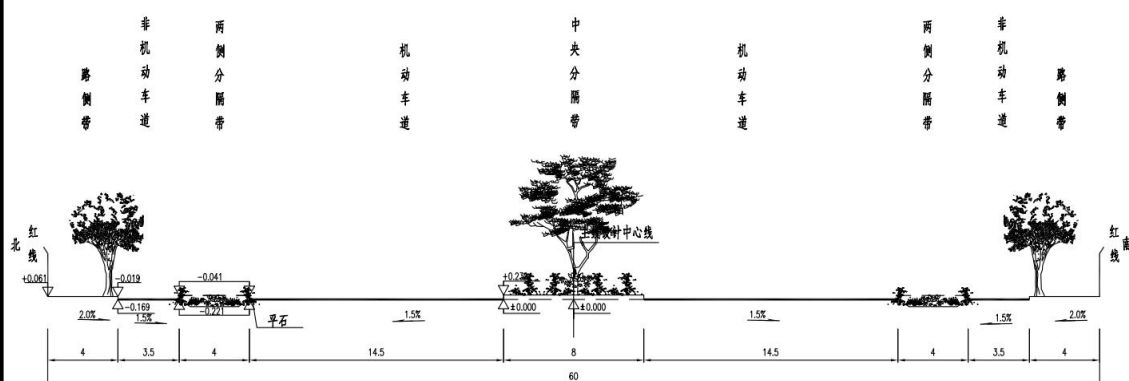 路侧带
非机动车道
两侧分隔带
机动车道
中央分隔带
机动车道
两侧分隔带
非机动车道
路侧带
北
红线
设计中心线
红线
南
+0.061
-0.019
-0.041
±0.000
±0.000
-0.169
-0.221
平石
2.0%
1.5%
1.5%
1.5%
1.5%
2.0%
4
3.5
4
14.5
8
14.5
4
3.5
4
60